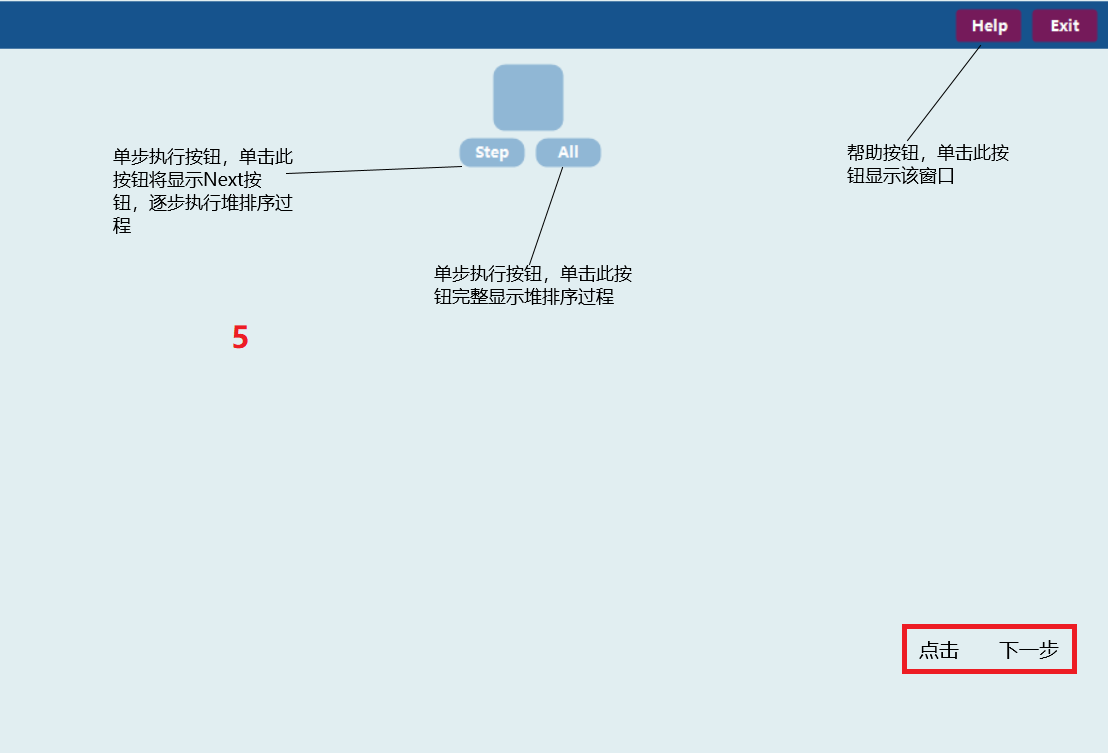 Help Exit
Step All
单步执行按钮，单击此
按钮将显示Next按
钮，逐步执行堆排序过
程
帮助按钮，单击此按
钮显示该窗口
单步执行按钮，单击此按
钮完整显示堆排序过程
5
点击 下一步